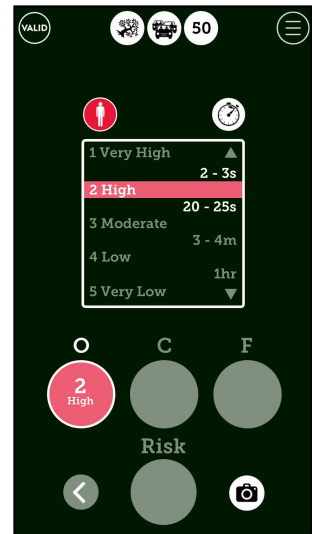 VALID
50
1 Very High
2 - 3s
2 High
20 - 25s
3 Moderate
3 - 4m
4 Low
1hr
5 Very Low
O C F
2
High
Risk